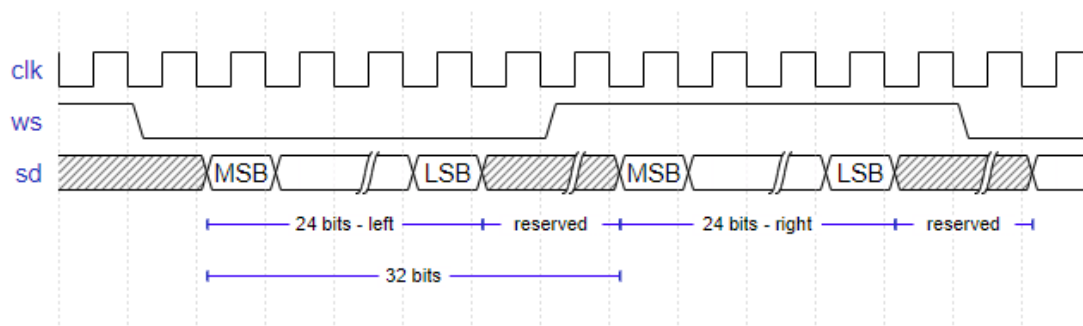 clk
ws
sd MSB LSB MSB LSB
24 bits - left reserved 24 bits - right reserved
32 bits